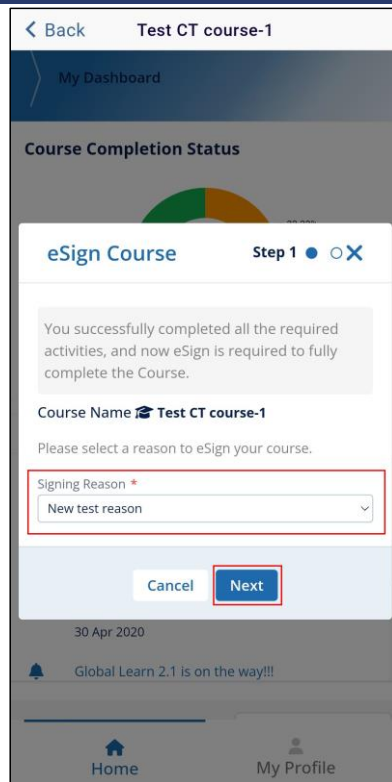 Back Test CT course-1
My Dashboard
Course Completion Status
eSign Course Step 1
You successfully completed all the required
activities, and now eSign is required to fully
complete the Course.
Course Name Test CT course-1
Please select a reason to eSign your course.
Signing Reason *
New test reason
Cancel Next
30 Apr 2020
Global Learn 2.1 is on the way!!!
Home My Profile